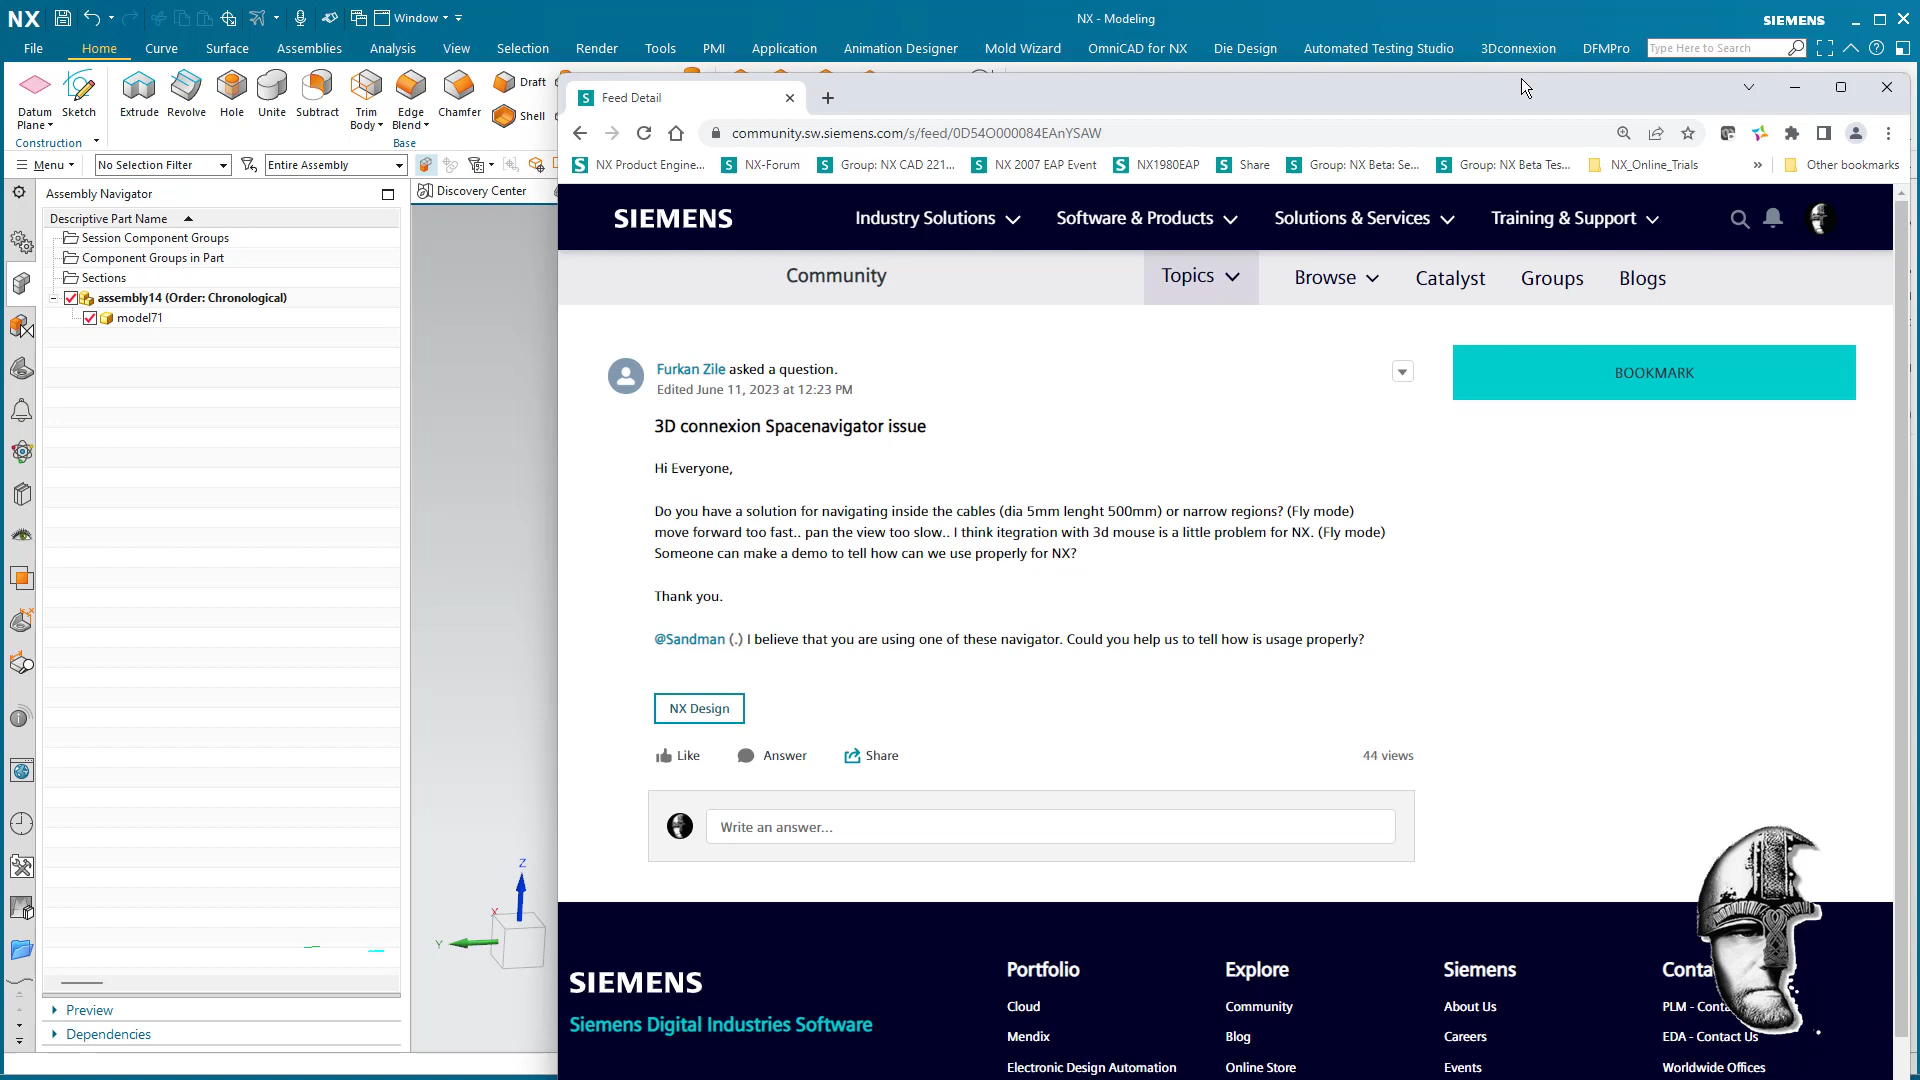 NX
Window
NX - Modeling
SIEMENS
File
Home
Curve
Surface
Assemblies
Analysis
View
Selection
Render
Tools
PMI
Application
Animation Designer
Mold Wizard
OmniCAD for NX
Die Design
Automated Testing Studio
3Dconnexion
DFMPro
Type Here to Search
Datum
Plane
Sketch
Extrude
Revolve
Hole
Unite
Subtract
Trim
Body
Edge
Blend
Chamfer
Draft
Shell
Construction
Base
Menu
No Selection Filter
Entire Assembly
Assembly Navigator
Discovery Center
Descriptive Part Name
Session Component Groups
Component Groups in Part
Sections
assembly14 (Order: Chronological)
model71
Z
X
Y
Preview
Dependencies
S
Feed Detail
community.sw.siemens.com/s/feed/0D54O000084EAnYSAW
NX Product Engine...
NX-Forum
Group: NX CAD 221...
NX 2007 EAP Event
NX1980EAP
Share
Group: NX Beta: Se...
Group: NX Beta Tes...
NX_Online_Trials
Other bookmarks
SIEMENS
Industry Solutions
Software & Products
Solutions & Services
Training & Support
Community
Topics
Browse
Catalyst
Groups
Blogs
Furkan Zile asked a question.
Edited June 11, 2023 at 12:23 PM
BOOKMARK
3D connexion Spacenavigator issue
Hi Everyone,
Do you have a solution for navigating inside the cables (dia 5mm lenght 500mm) or narrow regions? (Fly mode)
move forward too fast.. pan the view too slow.. I think itegration with 3d mouse is a little problem for NX. (Fly mode)
Someone can make a demo to tell how can we use properly for NX?
Thank you.
@Sandman (.) I believe that you are using one of these navigator. Could you help us to tell how is usage properly?
NX Design
Like
Answer
Share
44 views
Write an answer...
SIEMENS
Siemens Digital Industries Software
Portfolio
Cloud
Mendix
Electronic Design Automation
Explore
Community
Blog
Online Store
Siemens
About Us
Careers
Events
Conta
PLM - Conta
EDA - Contact Us
Worldwide Offices